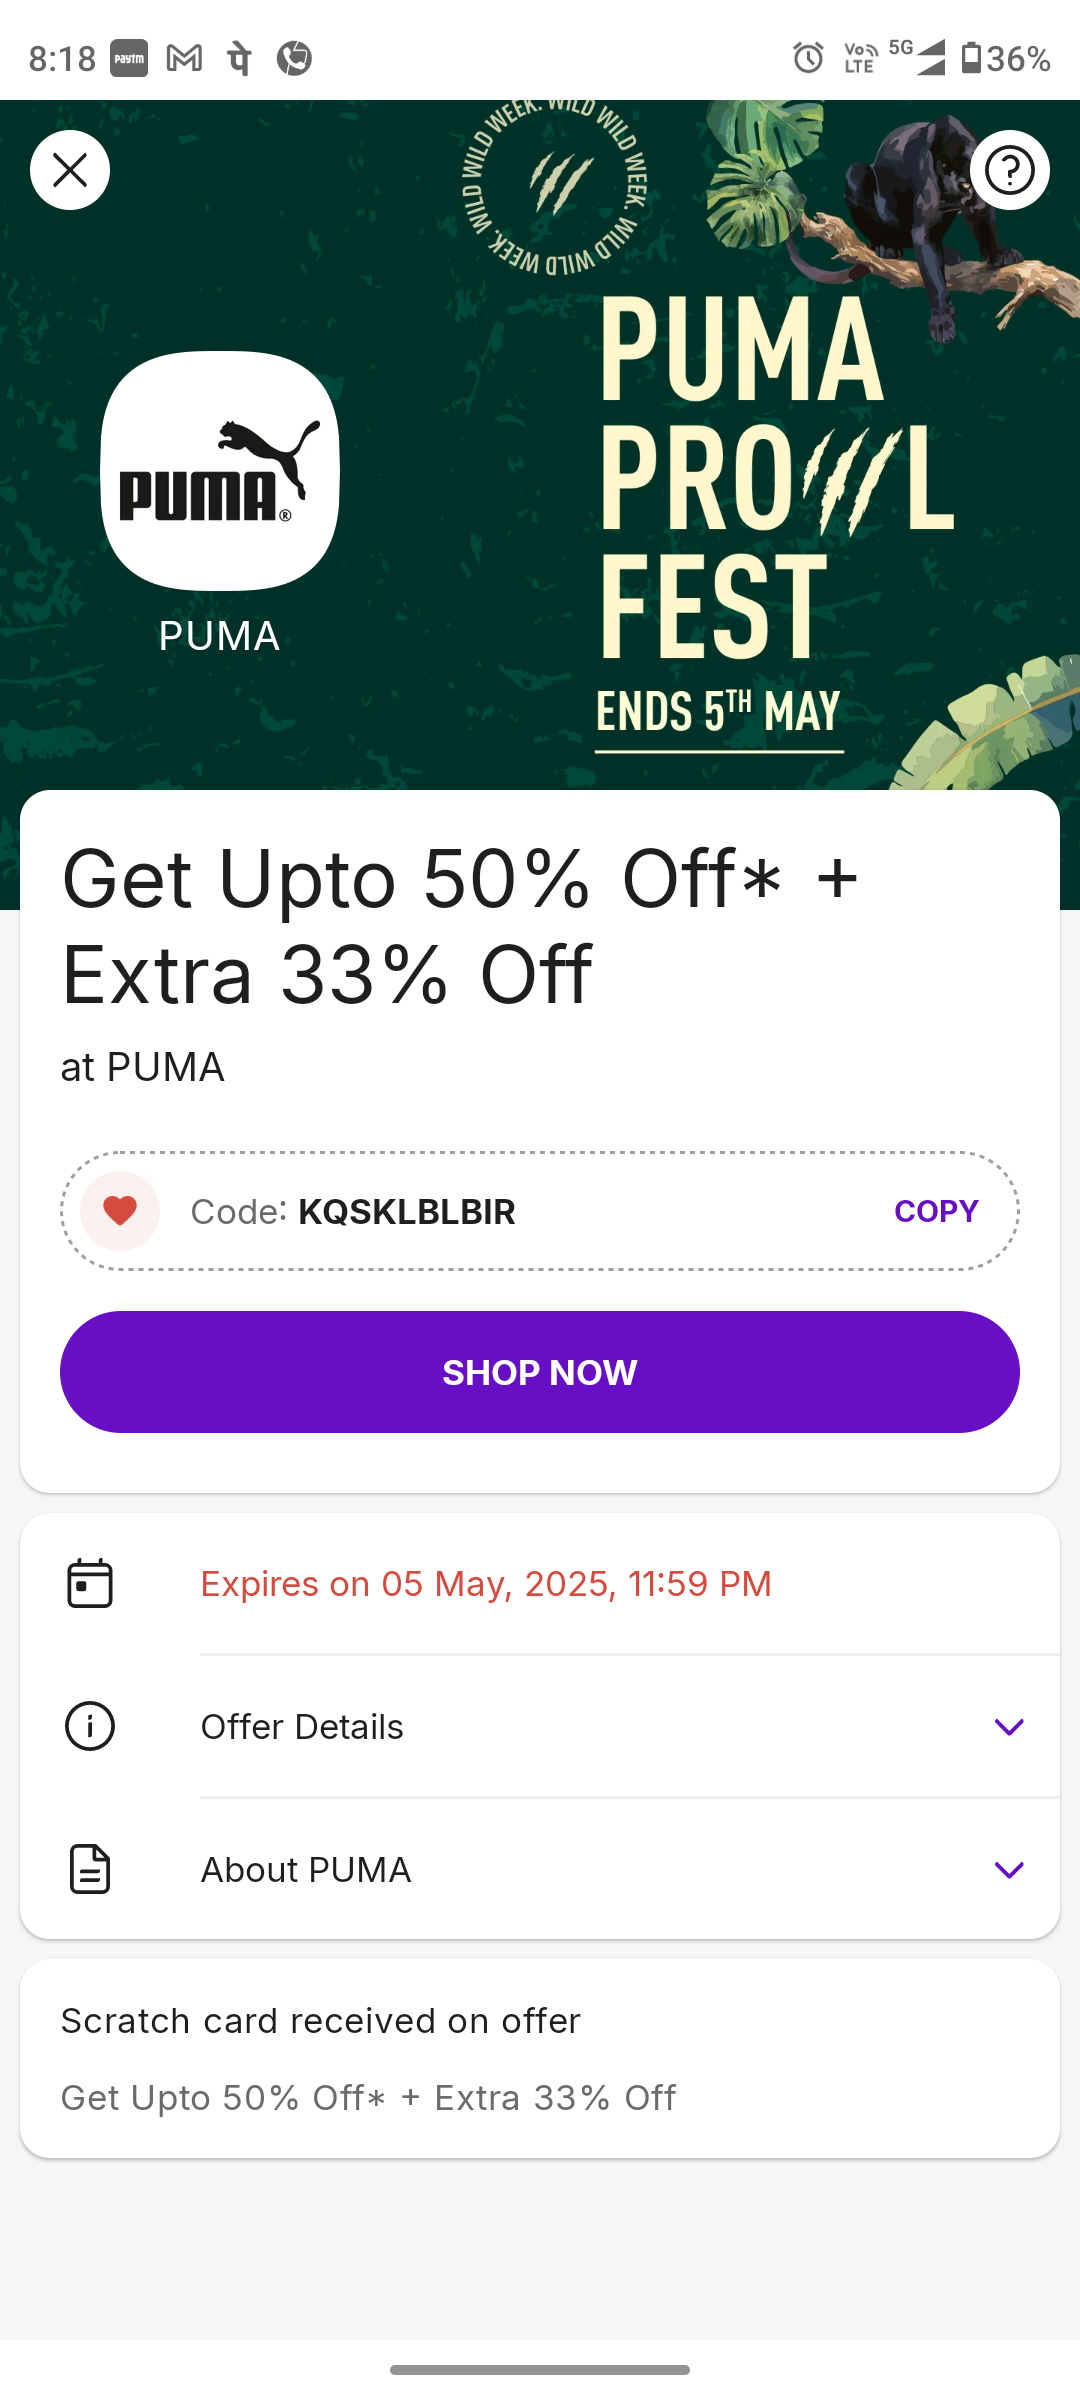 8:18 paytm पे VoLTE 5G 36%
WILD WILD WEEK. WILD WILD WEEK. WILD WILD WEEK.
PUMA
PROWL
FEST
ENDS 5TH MAY
PUMA®
PUMA
Get Upto 50% Off* +
Extra 33% Off
at PUMA
Code: KQSKLBLBIR COPY
SHOP NOW
Expires on 05 May, 2025, 11:59 PM
Offer Details
About PUMA
Scratch card received on offer
Get Upto 50% Off* + Extra 33% Off